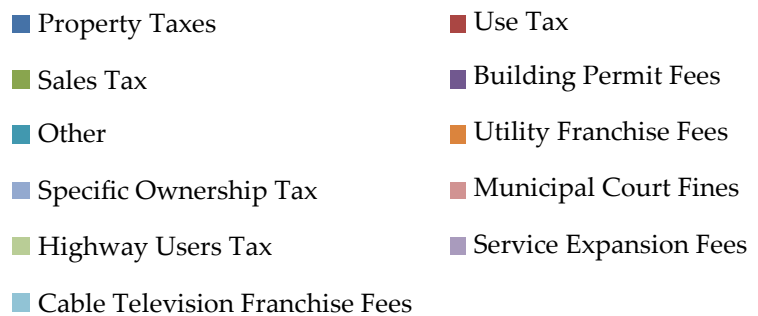 Property Taxes
Use Tax
Sales Tax
Building Permit Fees
Other
Utility Franchise Fees
Specific Ownership Tax
Municipal Court Fines
Highway Users Tax
Service Expansion Fees
Cable Television Franchise Fees